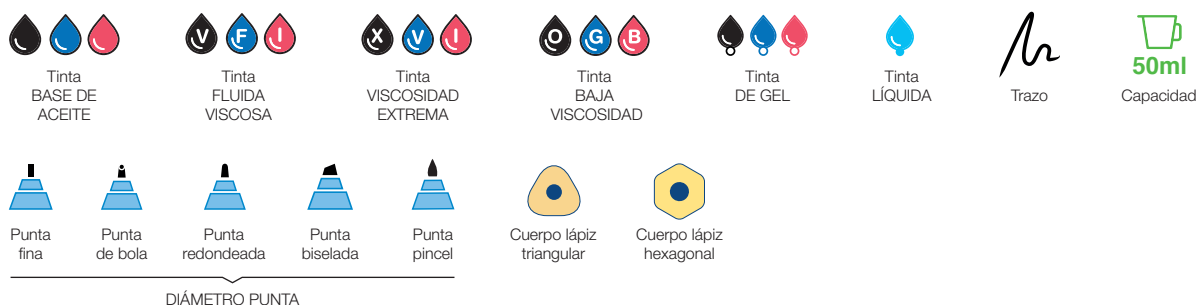 V F I
X V I
O G B
50ml
Tinta
BASE DE
ACEITE
Tinta
FLUIDA
VISCOSA
Tinta
VISCOSIDAD
EXTREMA
Tinta
BAJA
VISCOSIDAD
Tinta
DE GEL
Tinta
LÍQUIDA
Trazo
Capacidad
Punta
fina
Punta
de bola
Punta
redondeada
Punta
biselada
Punta
pincel
Cuerpo lápiz
triangular
Cuerpo lápiz
hexagonal
DIÁMETRO PUNTA